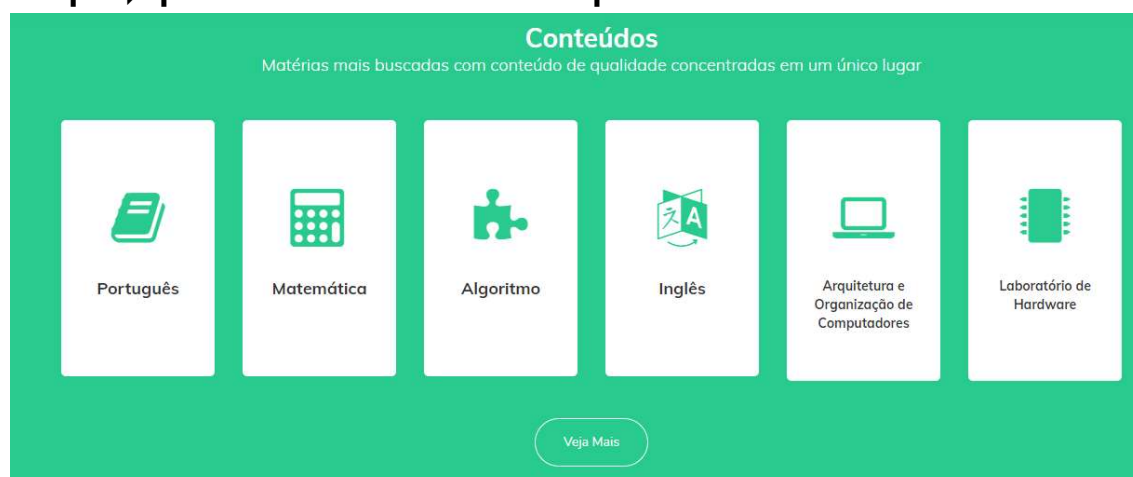 Conteúdos
Matérias mais buscadas com conteúdo de qualidade concentradas em um único lugar
Português
Matemática
Algoritmo
Inglês
Arquitetura e
Organização de
Computadores
Laboratório de
Hardware
Veja Mais